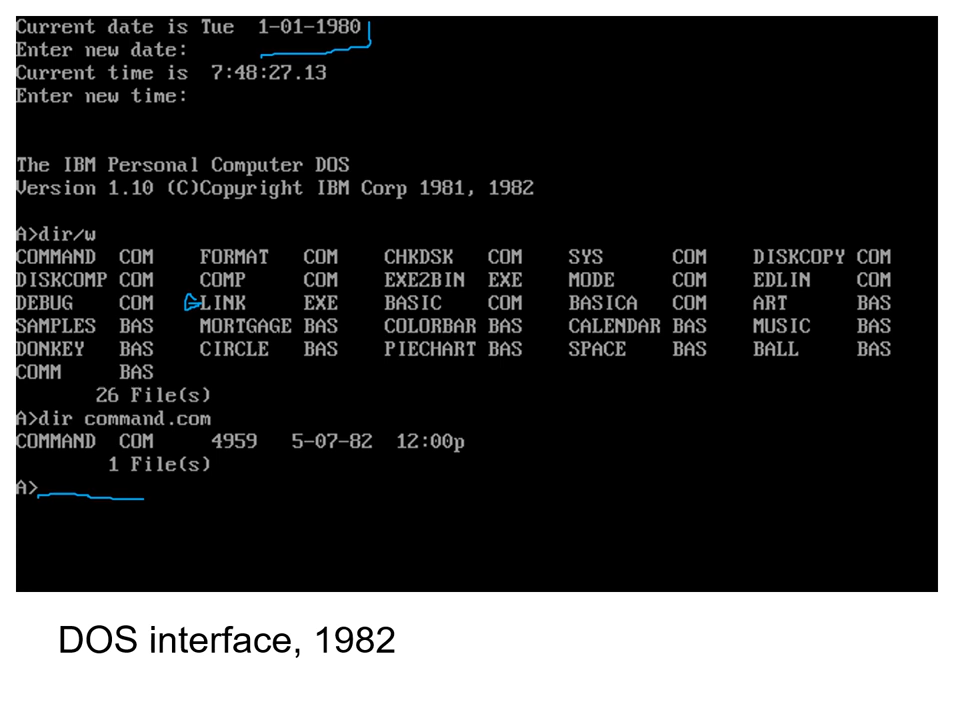 Current date is Tue  1-01-1980
Enter new date:
Current time is  7:48:27.13
Enter new time:
The IBM Personal Computer DOS
Version 1.10 (C)Copyright IBM Corp 1981, 1982
A>dir/w
COMMAND  COM    FORMAT   COM    CHKDSK   COM    SYS      COM    DISKCOPY COM
DISKCOMP COM    COMP     COM    EXE2BIN  EXE    MODE     COM    EDLIN    COM
DEBUG    COM    LINK     EXE    BASIC    COM    BASICA   COM    ART      BAS
SAMPLES  BAS    MORTGAGE BAS    COLORBAR BAS    CALENDAR BAS    MUSIC    BAS
DONKEY   BAS    CIRCLE   BAS    PIECHART BAS    SPACE    BAS    BALL     BAS
COMM     BAS
       26 File(s)
A>dir command.com
COMMAND  COM     4959   5-07-82  12:00p
        1 File(s)
A>
DOS interface, 1982